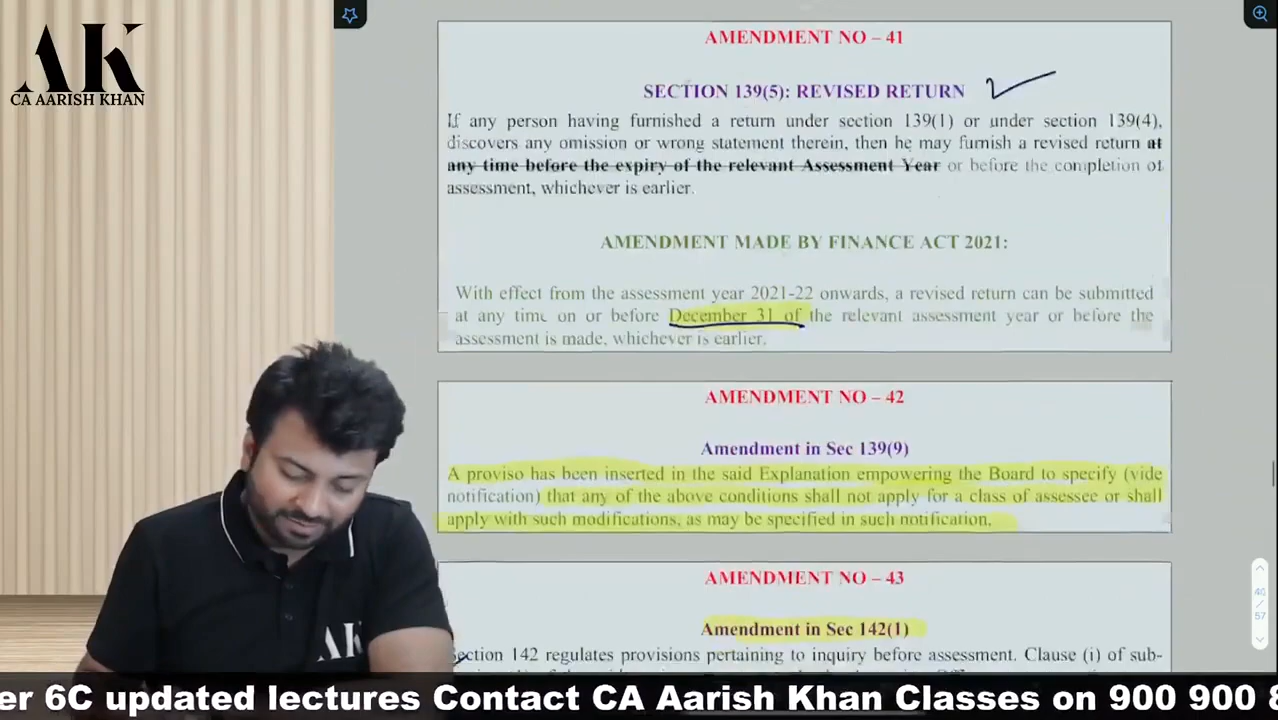 AK
CA AARISH KHAN
AMENDMENT NO – 41
SECTION 139(5): REVISED RETURN
If any person having furnished a return under section 139(1) or under section 139(4),
discovers any omission or wrong statement therein, then he may furnish a revised return at
any time before the expiry of the relevant Assessment Year or before the completion of
assessment, whichever is earlier.
AMENDMENT MADE BY FINANCE ACT 2021:
With effect from the assessment year 2021-22 onwards, a revised return can be submitted
at any time on or before December 31 of the relevant assessment year or before the
assessment is made, whichever is earlier.
AMENDMENT NO – 42
Amendment in Sec 139(9)
A proviso has been inserted in the said Explanation empowering the Board to specify (vide
notification) that any of the above conditions shall not apply for a class of assessee or shall
apply with such modifications, as may be specified in such notification.
AMENDMENT NO – 43
Amendment in Sec 142(1)
Section 142 regulates provisions pertaining to inquiry before assessment. Clause (i) of sub-
44
/
57
AK
er 6C updated lectures Contact CA Aarish Khan Classes on 900 900 8